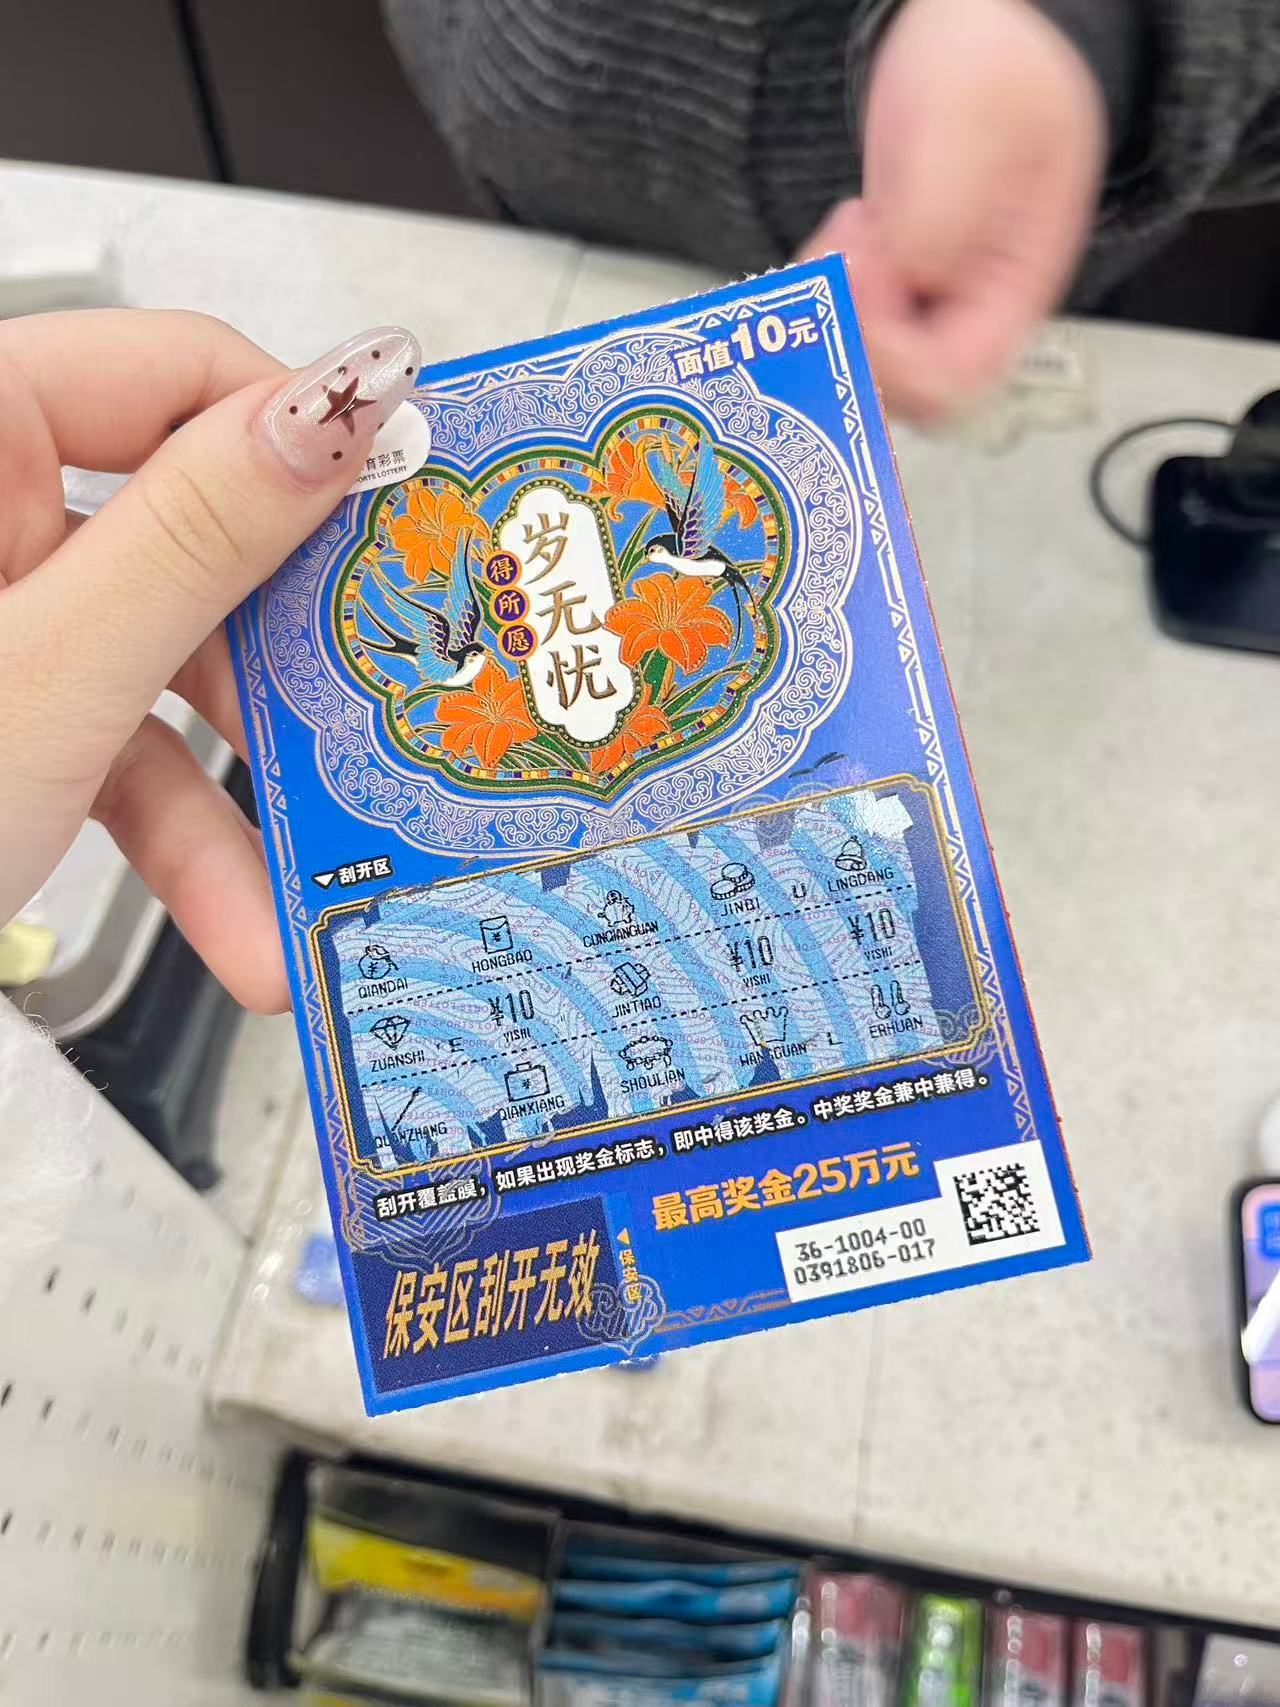 面值10元
育彩票
PORTS LOTTERY
岁无忧
得所愿
刮开区
QIANDAI HONGBAO CUNQIANGUAN JINBI U LINGDANG
ZUANSHI E ¥10 YISHI JINTIAO ¥10 YISHI ¥10 YISHI
QUANZHANG QIANXIANG SHOULIAN WANGGUAN L ERHUAN
刮开覆盖膜，如果出现奖金标志，即中得该奖金。中奖奖金兼中兼得。
最高奖金25万元
保安区刮开无效
保安区
36-1004-00
0391806-017